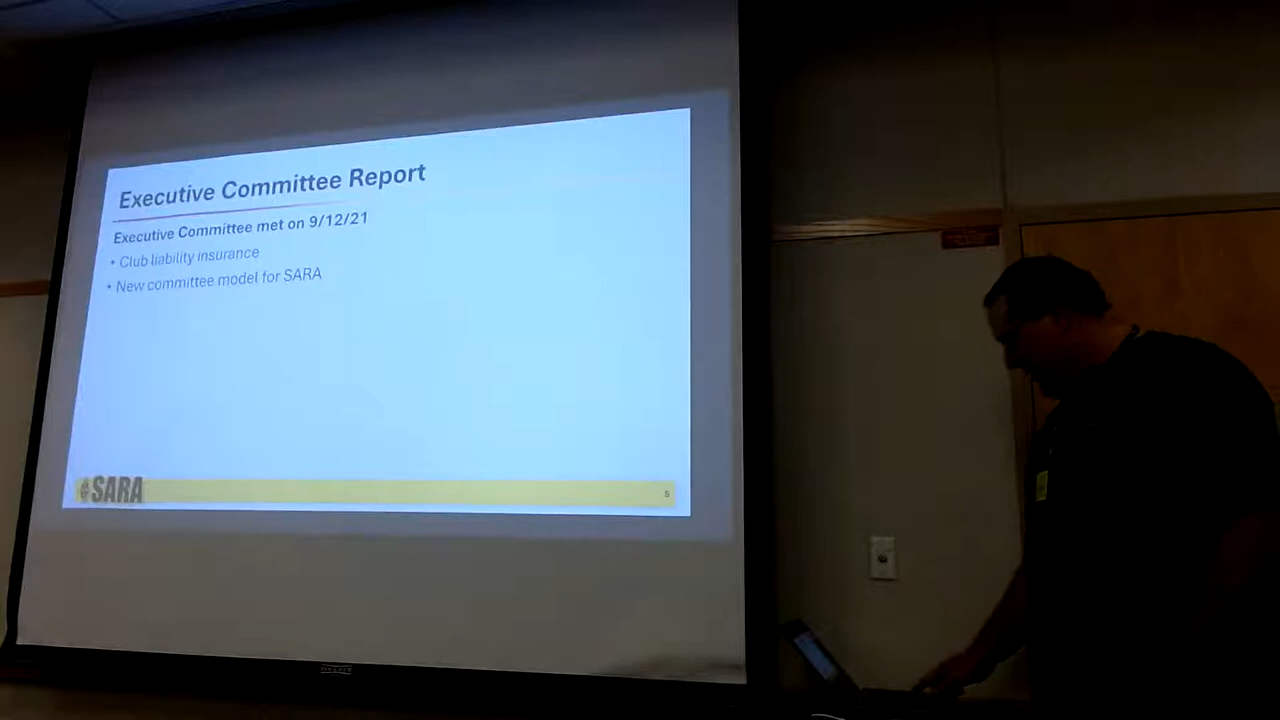 Executive Committee Report
Executive Committee met on 9/12/21
• Club liability insurance
• New committee model for SARA
SARA
5